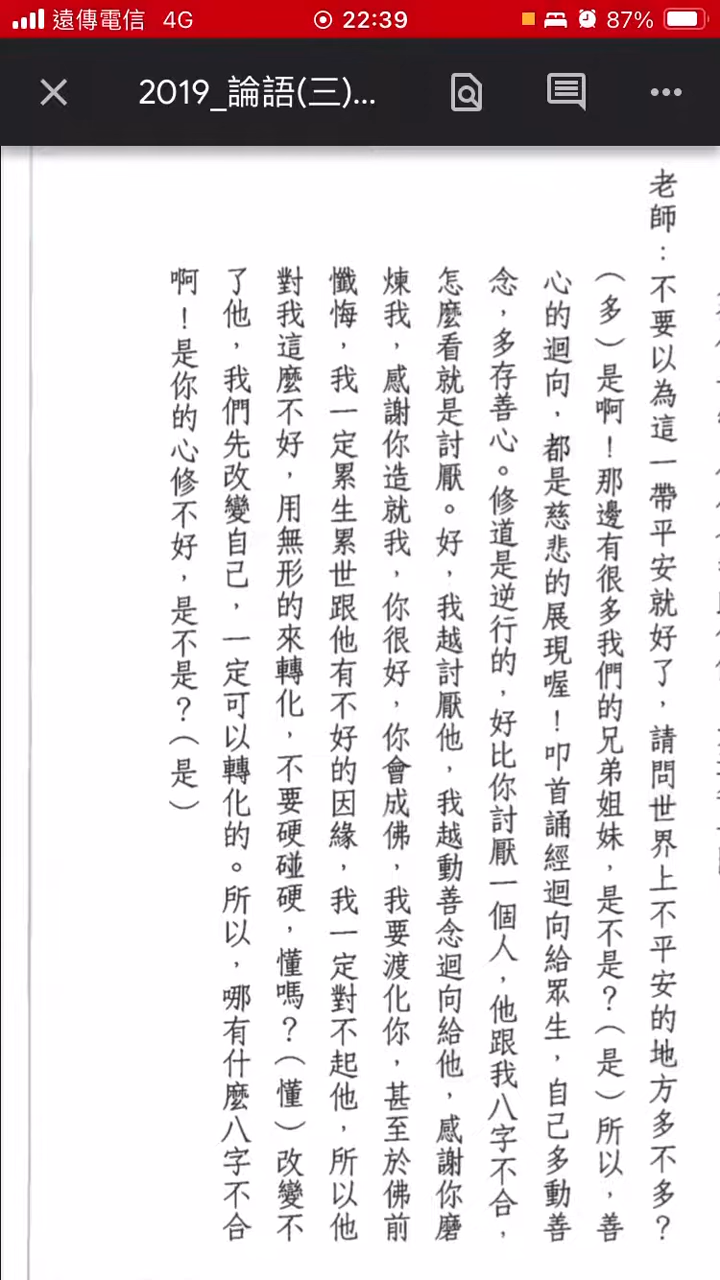 遠傳電信 4G 22:39 87%
2019_論語(三)...
老師：不要以為這一帶平安就好了，請問世界上不平安的地方多不多？
（多）是啊！那邊有很多我們的兄弟姐妹，是不是？（是）所以，善
心的迴向，都是慈悲的展現喔！叩首誦經迴向給眾生，自己多動善
念，多存善心。修道是逆行的，好比你討厭一個人，他跟我八字不合，
怎麼看就是討厭。好，我越討厭他，我越動善念迴向給他，感謝你磨
煉我，感謝你造就我，你很好，你會成佛，我要渡化你，甚至於佛前
懺悔，我一定累生累世跟他有不好的因緣，我一定對不起他，所以他
對我這麼不好，用無形的來轉化，不要硬碰硬，懂嗎？（懂）改變不
了他，我們先改變自己，一定可以轉化的。所以，哪有什麼八字不合
啊！是你的心修不好，是不是？（是）